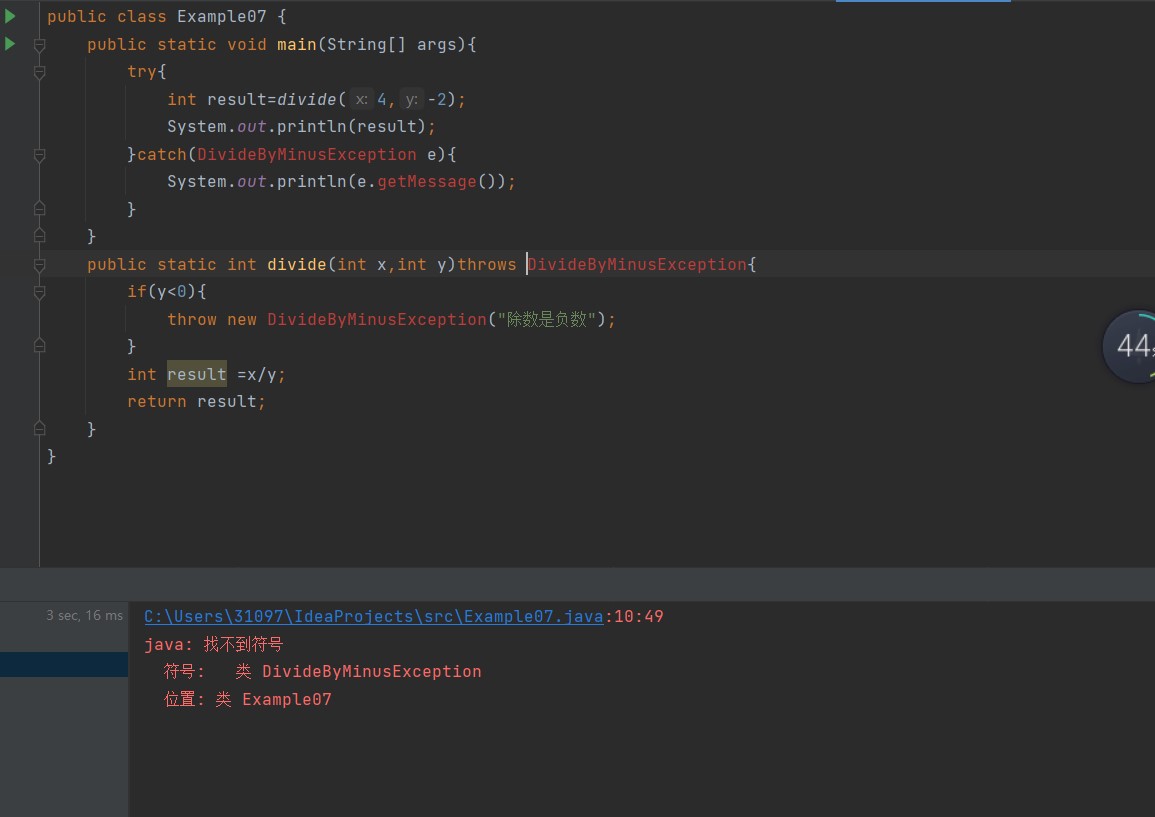 public class Example07 {
public static void main(String[] args){
try{
int result=divide( x: 4, y: -2);
System.out.println(result);
}catch(DivideByMinusException e){
System.out.println(e.getMessage());
}
}
public static int divide(int x,int y)throws DivideByMinusException{
if(y<0){
throw new DivideByMinusException("除数是负数");
}
int result =x/y;
return result;
}
}
44
3 sec, 16 ms
C:\Users\31097\IdeaProjects\src\Example07.java:10:49
java: 找不到符号
符号: 类 DivideByMinusException
位置: 类 Example07